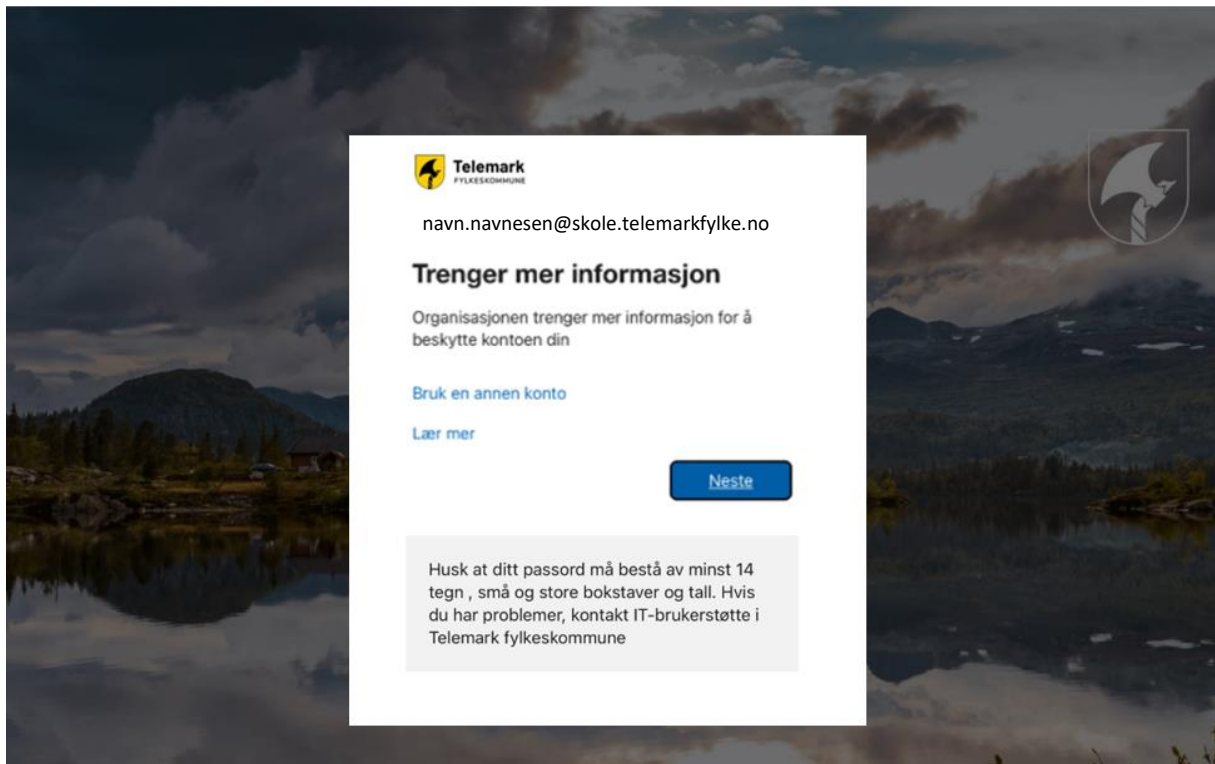 Telemark
FYLKESKOMMUNE
navn.navnesen@skole.telemarkfylke.no
Trenger mer informasjon
Organisasjonen trenger mer informasjon for å
beskytte kontoen din
Bruk en annen konto
Lær mer
Neste
Husk at ditt passord må bestå av minst 14
tegn , små og store bokstaver og tall. Hvis
du har problemer, kontakt IT-brukerstøtte i
Telemark fylkeskommune